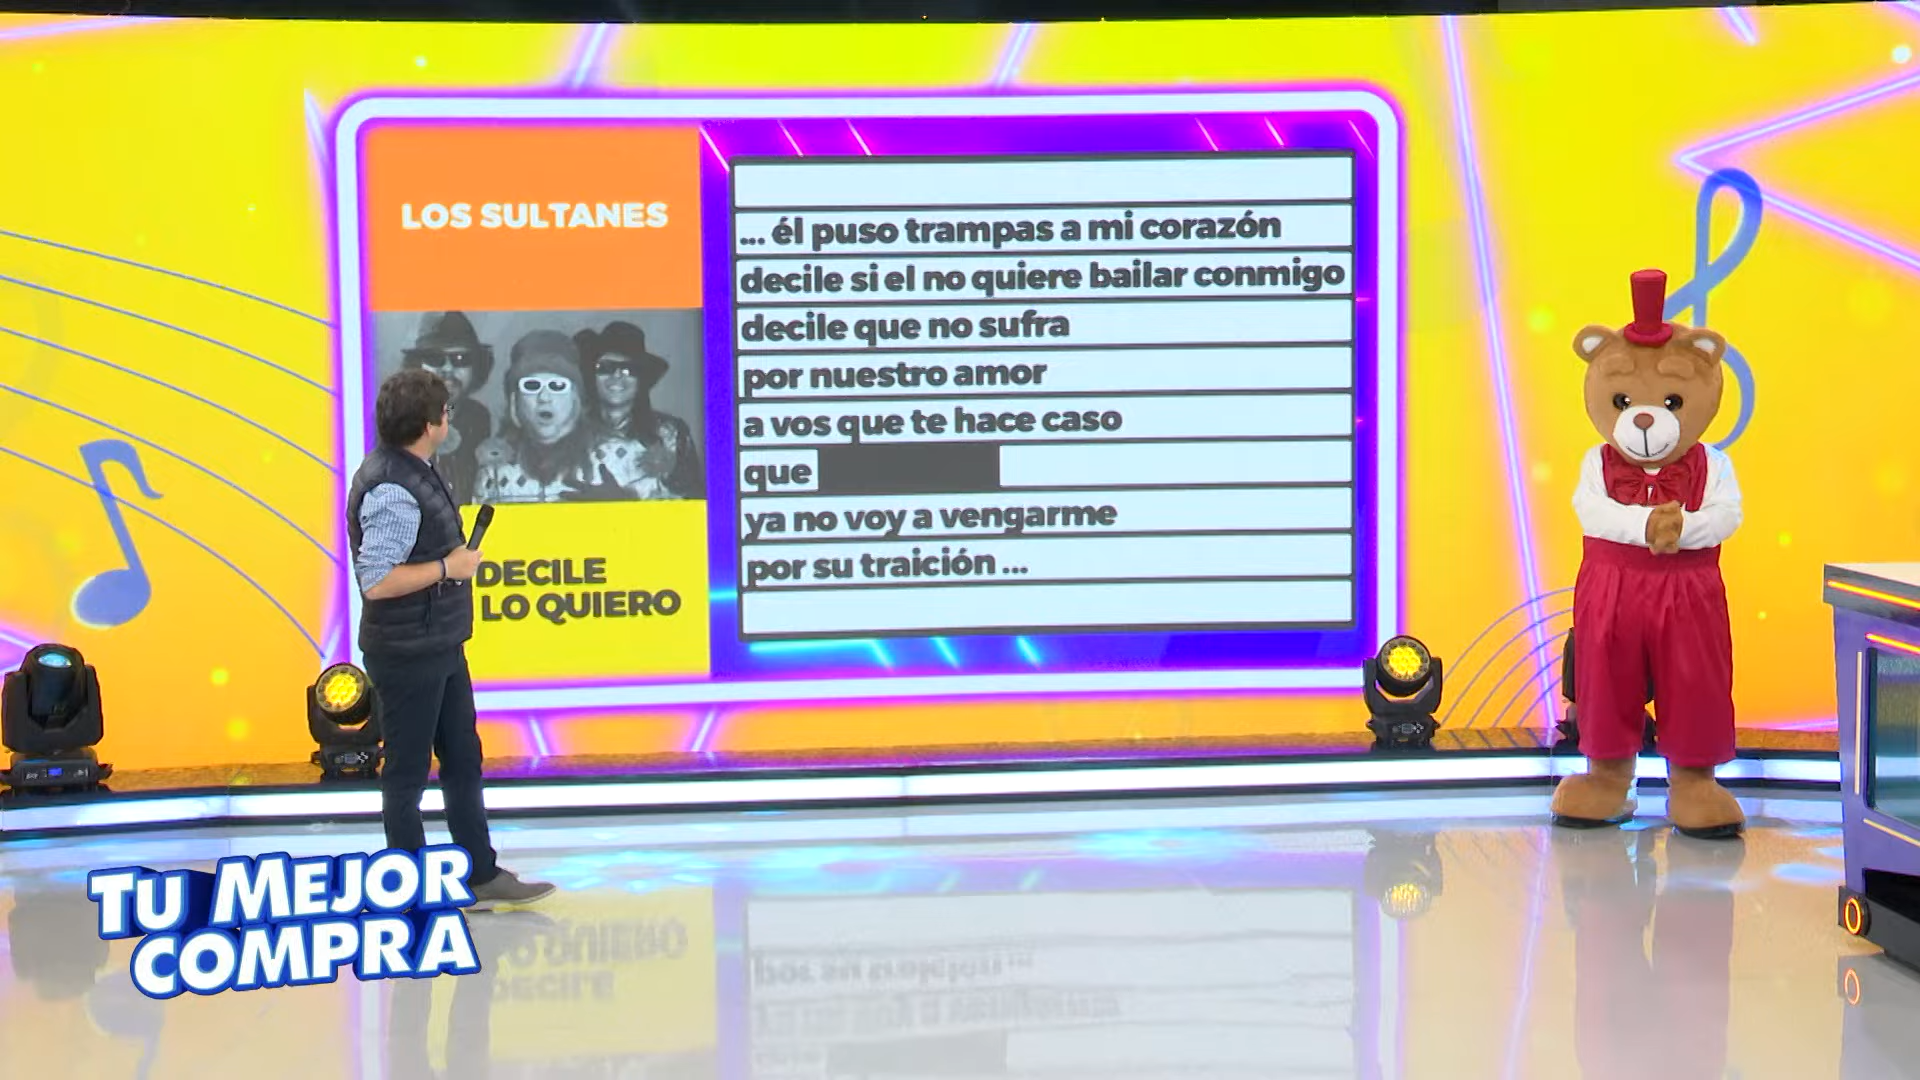 LOS SULTANES
DECILE
LO QUIERO
... él puso trampas a mi corazón
decile si el no quiere bailar conmigo
decile que no sufra
por nuestro amor
a vos que te hace caso
que
ya no voy a vengarme
por su traición ...
TU MEJOR
COMPRA